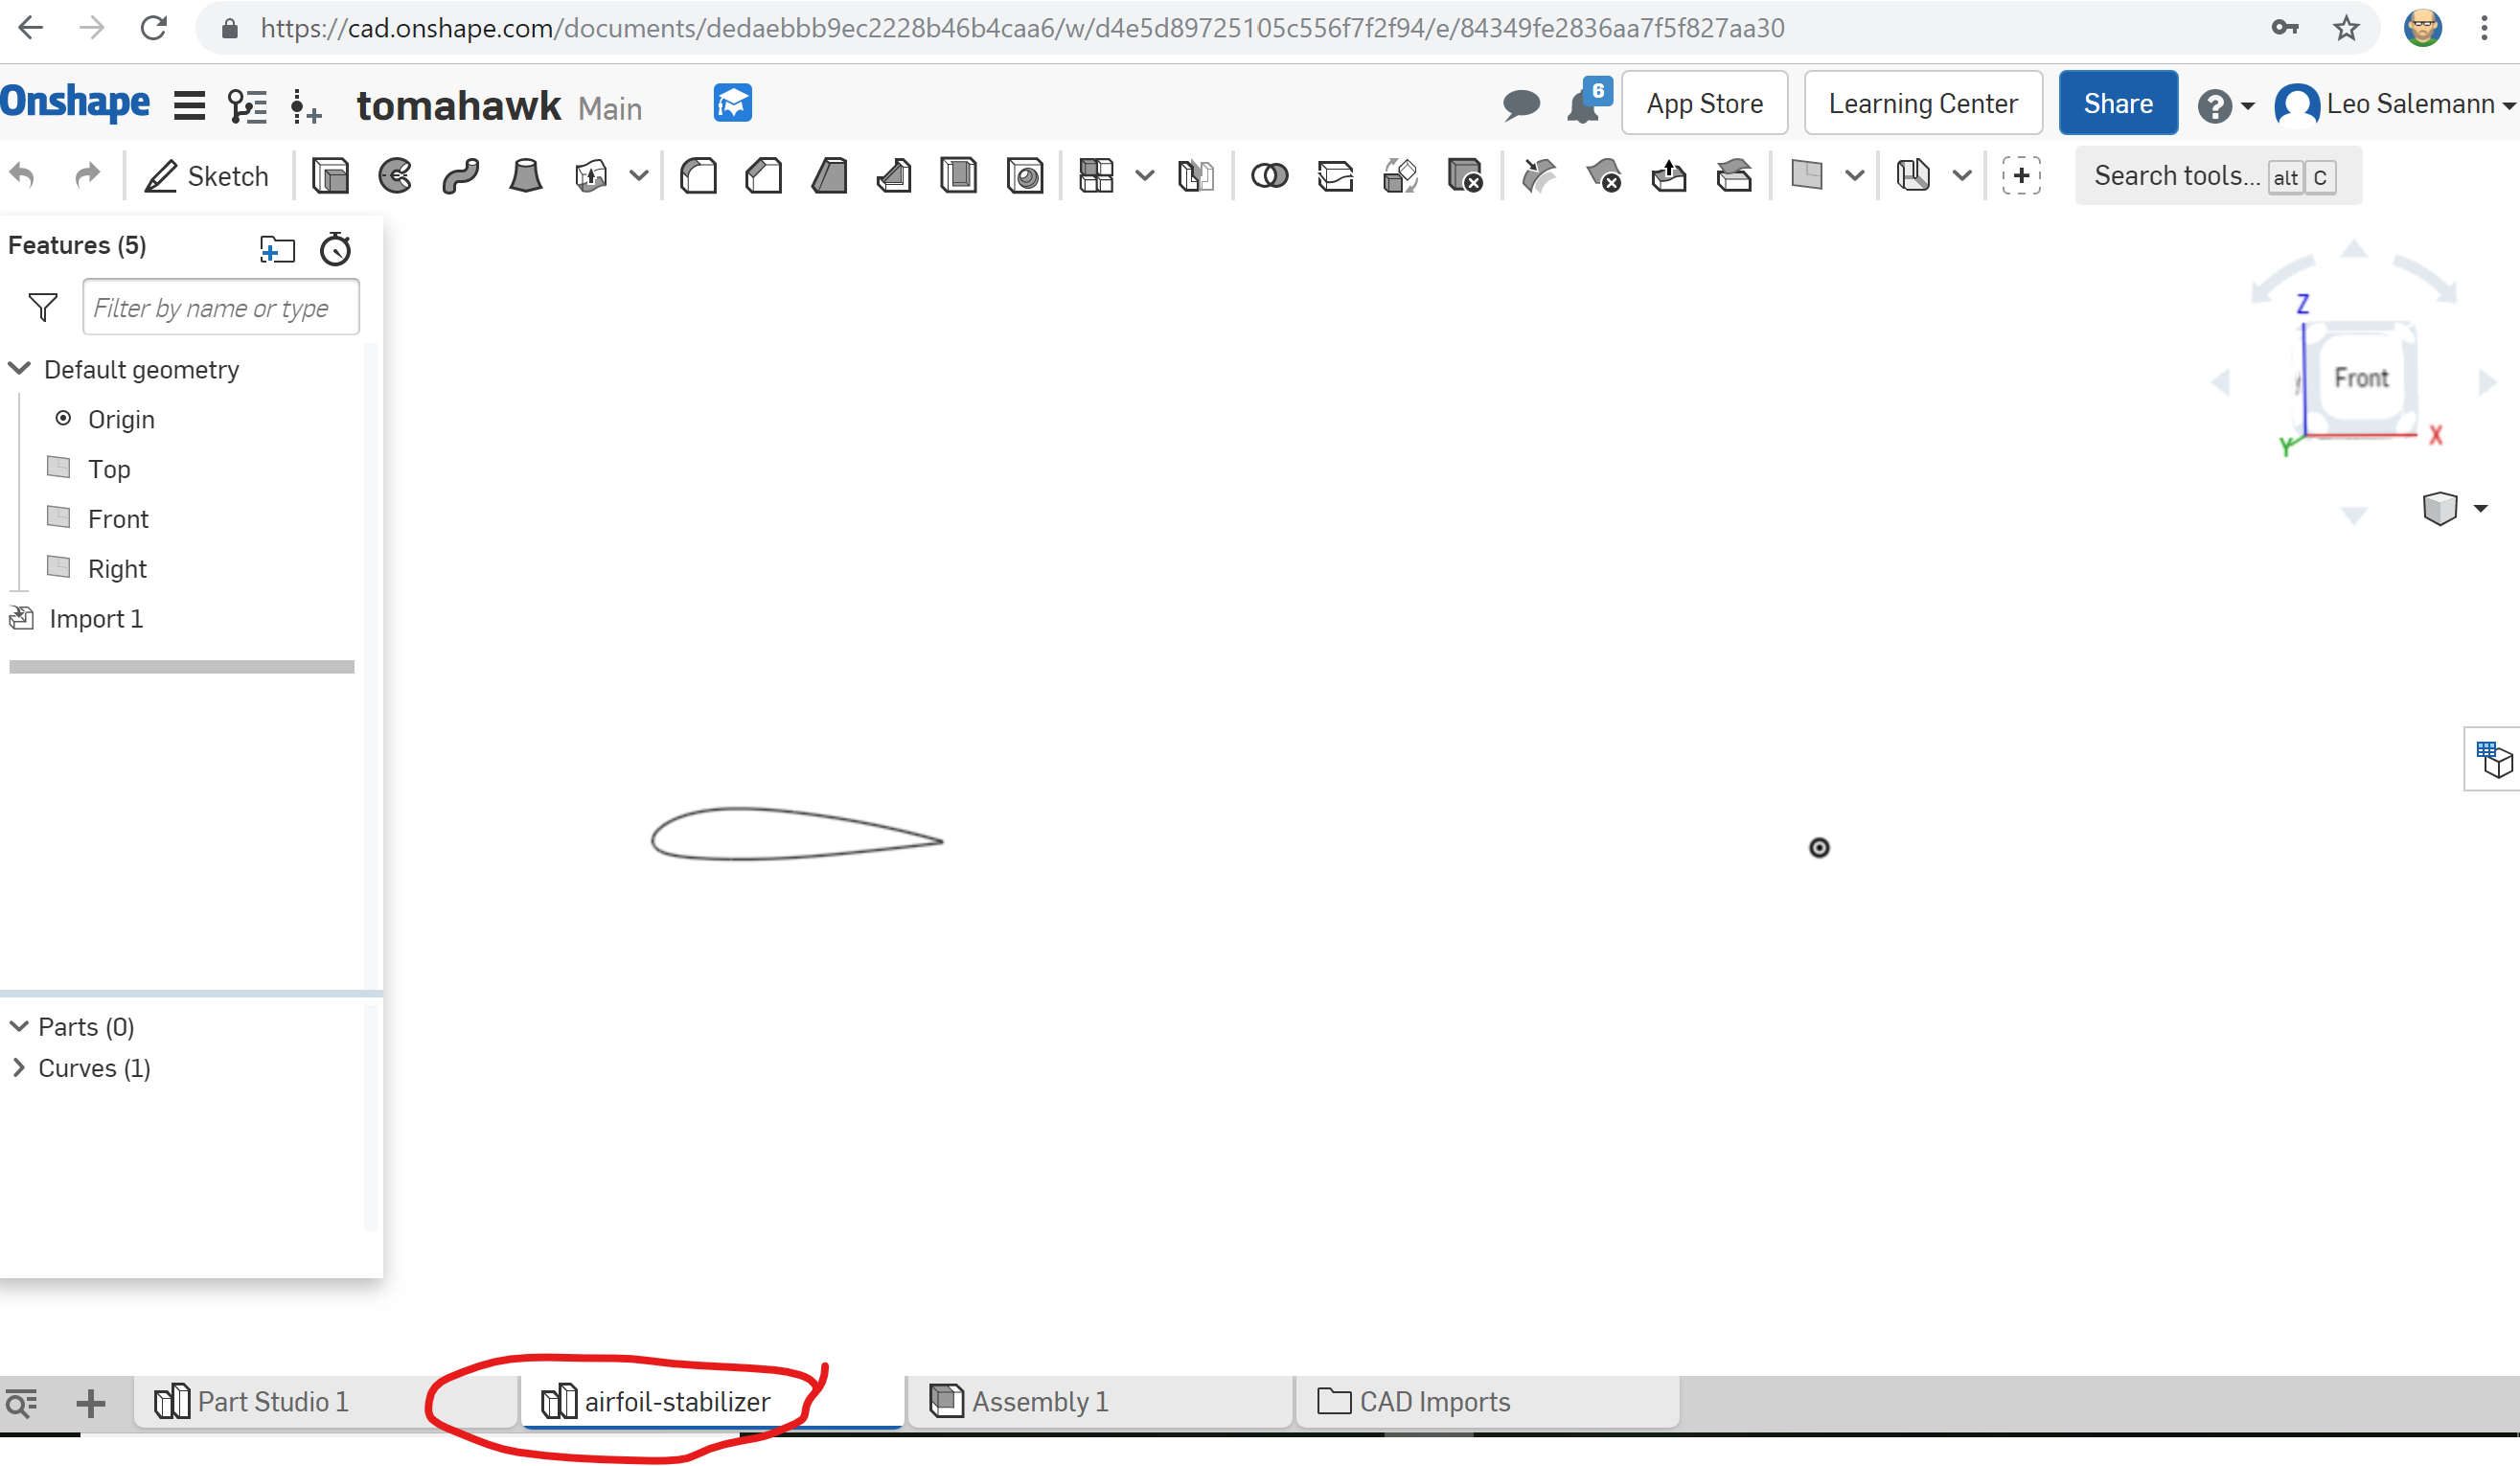 https://cad.onshape.com/documents/dedaebbb9ec2228b46b4caa6/w/d4e5d89725105c556f7f2f94/e/84349fe2836aa7f5f827aa30
Onshape tomahawk Main 6 App Store Learning Center Share Leo Salemann
Sketch Search tools... alt C
Features (5)
Filter by name or type
Default geometry
Origin
Top
Front
Right
Import 1
Z
Front
X
Y
Parts (0)
Curves (1)
Part Studio 1 airfoil-stabilizer Assembly 1 CAD Imports